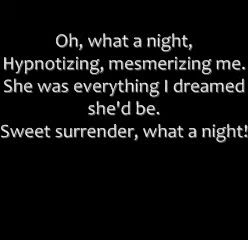 Oh, what a night,
Hypnotizing, mesmerizing me.
She was everything I dreamed
she'd be.
Sweet surrender, what a night!